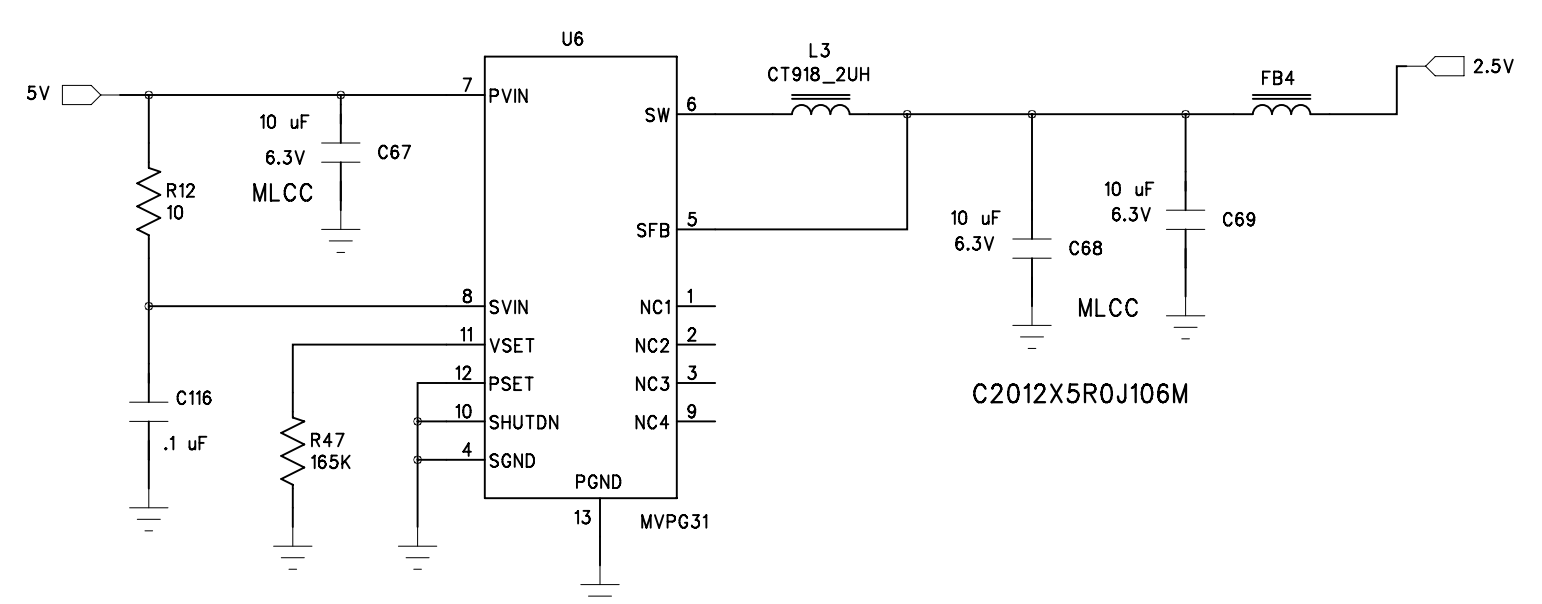 U6
L3
CT918_2UH
5V
7
PVIN
SW
6
FB4
2.5V
10 uF
6.3V
MLCC
C67
R12
10
SFB
5
10 uF
6.3V
C68
10 uF
6.3V
C69
MLCC
C2012X5R0J106M
8
SVIN
11
VSET
12
PSET
10
SHUTDN
4
SGND
NC1
1
NC2
2
NC3
3
NC4
9
C116
.1 uF
R47
165K
PGND
13
MVPG31